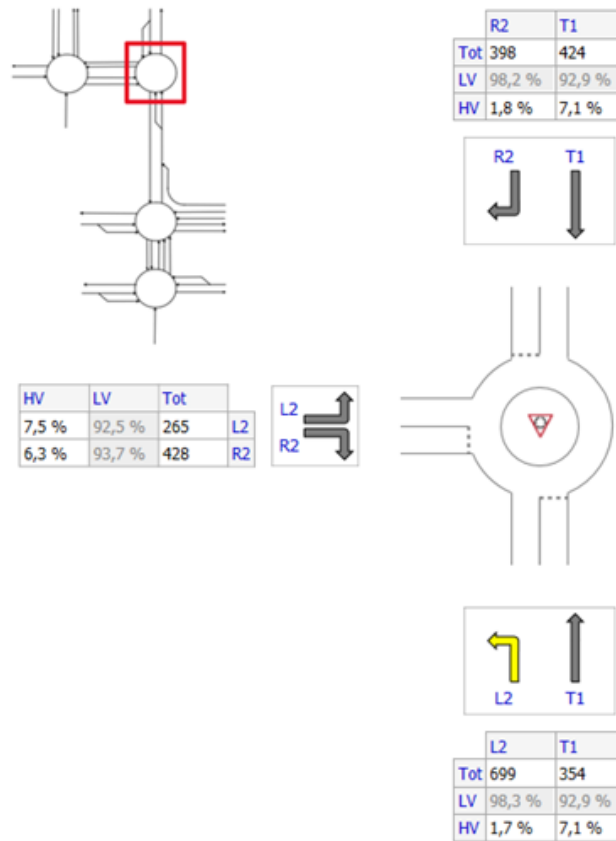 R2 T1
Tot 398 424
LV 98,2 % 92,9 %
HV 1,8 % 7,1 %
R2 T1
HV LV Tot
7,5 % 92,5 % 265 L2
6,3 % 93,7 % 428 R2
L2
R2
L2 T1
L2 T1
Tot 699 354
LV 98,3 % 92,9 %
HV 1,7 % 7,1 %